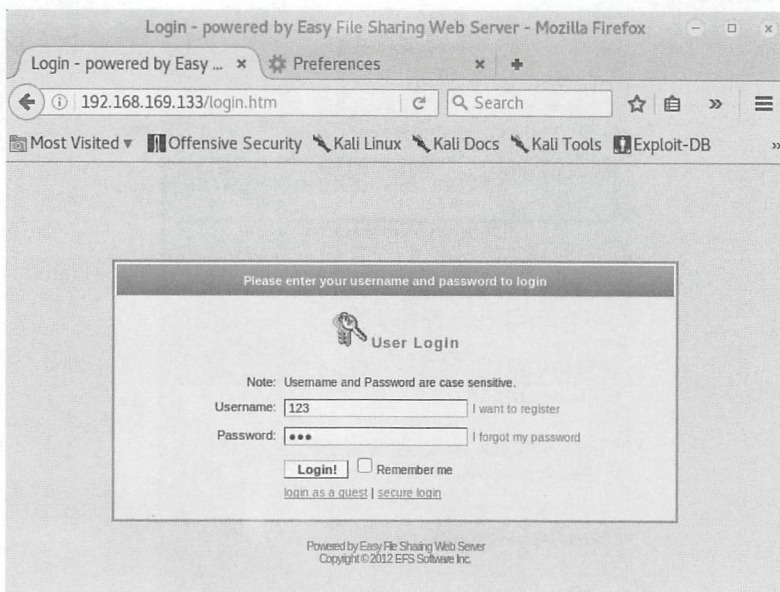 Login - powered by Easy File Sharing Web Server - Mozilla Firefox
Login - powered by Easy ... × Preferences × +
192.168.169.133/login.htm Search
Most Visited Offensive Security Kali Linux Kali Docs Kali Tools Exploit-DB »
Please enter your username and password to login
User Login
Note: Username and Password are case sensitive.
Username: 123 I want to register
Password: ●●● I forgot my password
Login! Remember me
login as a guest | secure login
Powered by Easy File Sharing Web Server
Copyright © 2012 EFS Software Inc.